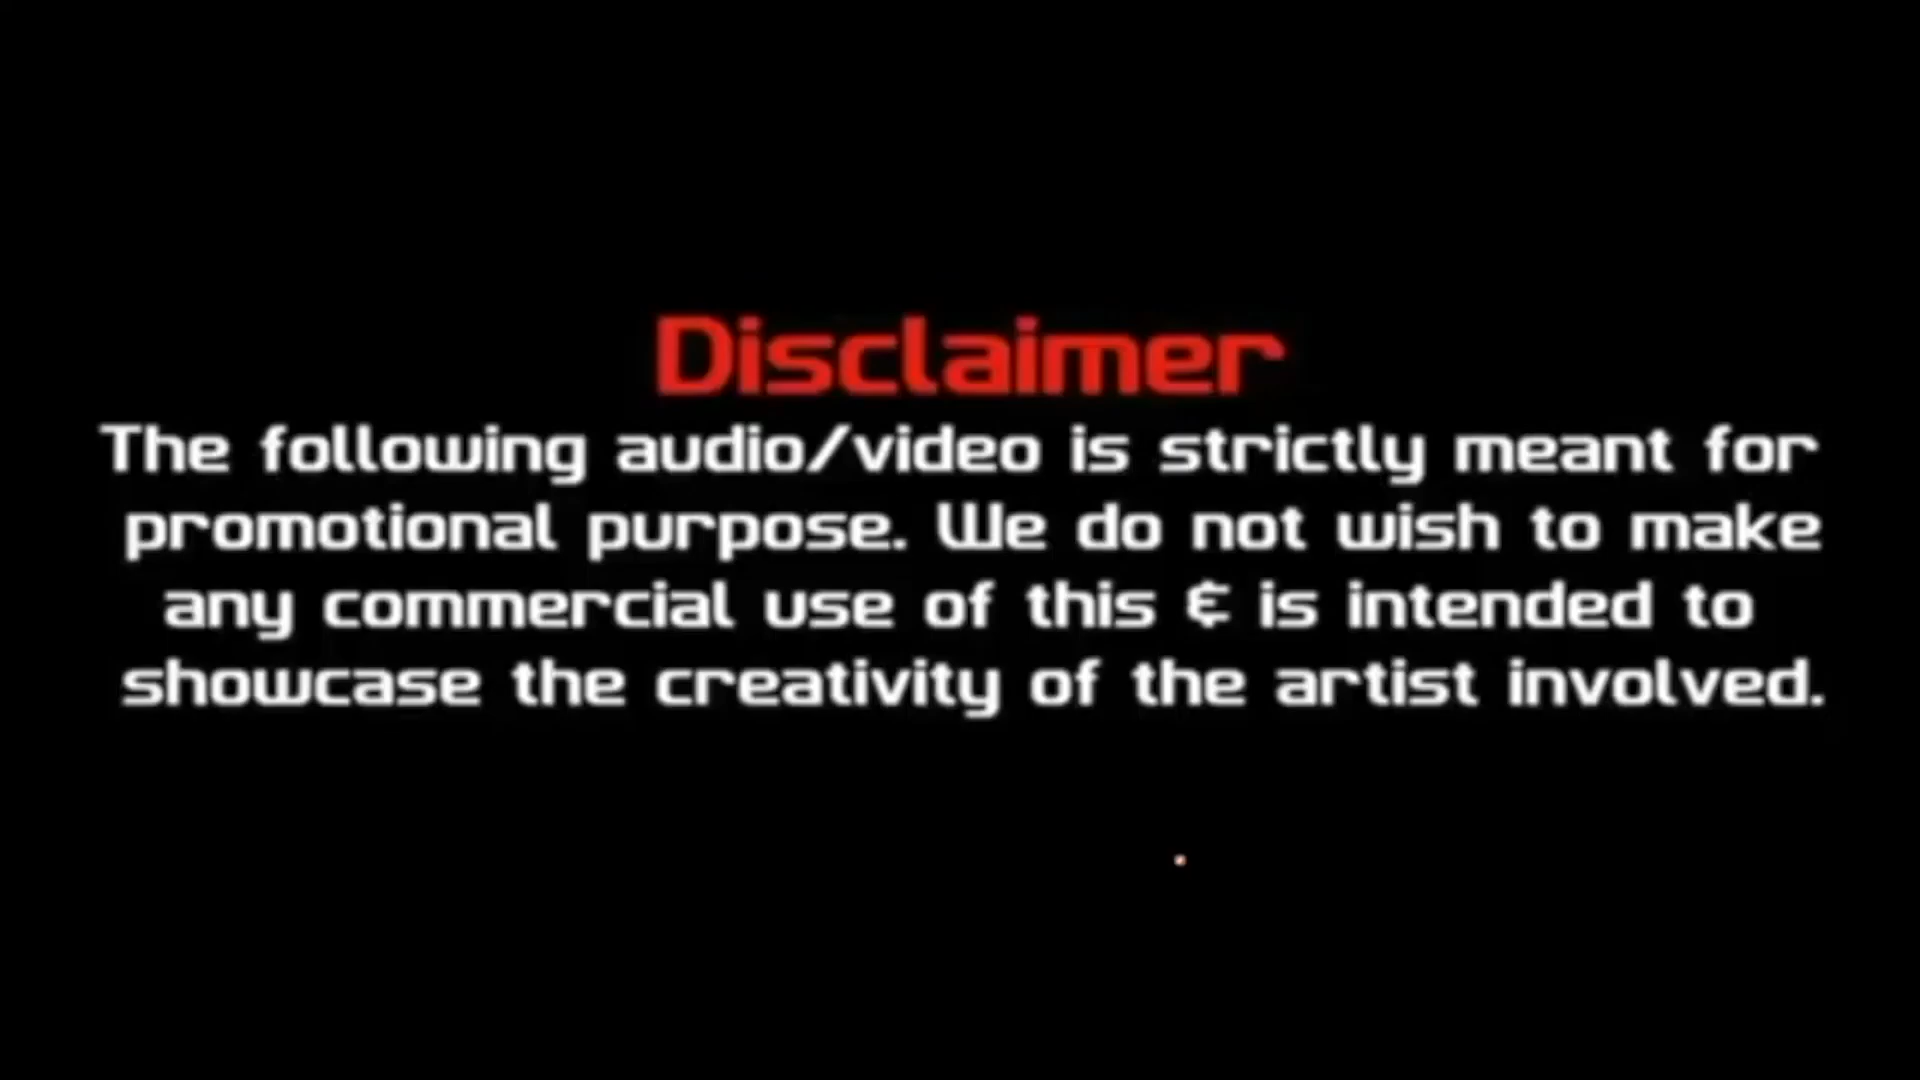 Disclaimer
The following audio/video is strictly meant for
promotional purpose. We do not wish to make
any commercial use of this & is intended to
showcase the creativity of the artist involved.